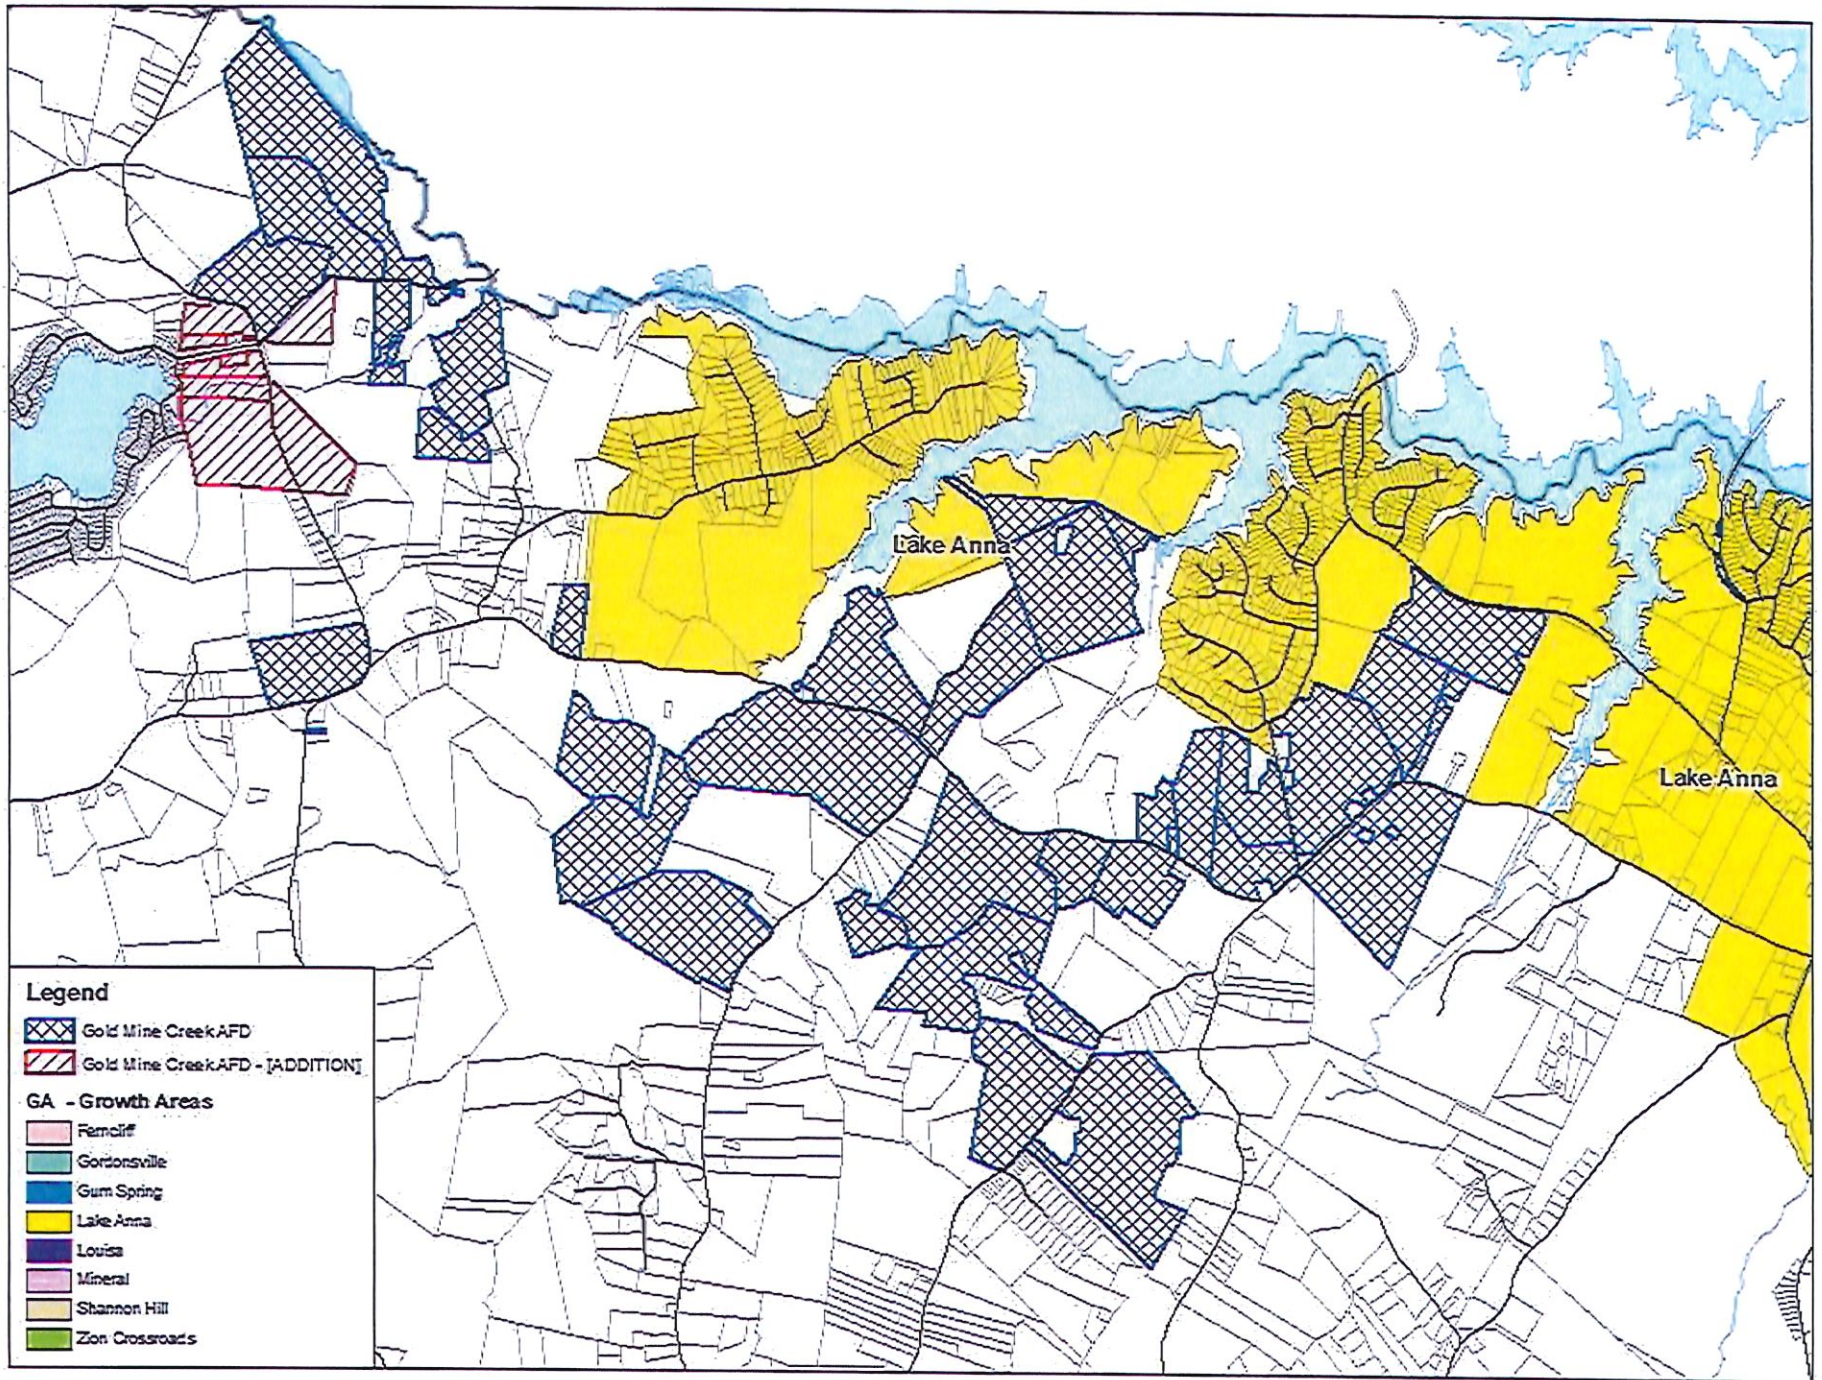 Lake Anna
Lake Anna
Legend
Gold Mine Creek AFD
Gold Mine Creek AFD - [ADDITION]
GA - Growth Areas
Ferncliff
Gordonsville
Gum Spring
Lake Anna
Louisa
Mineral
Shannon Hill
Zion Crossroads